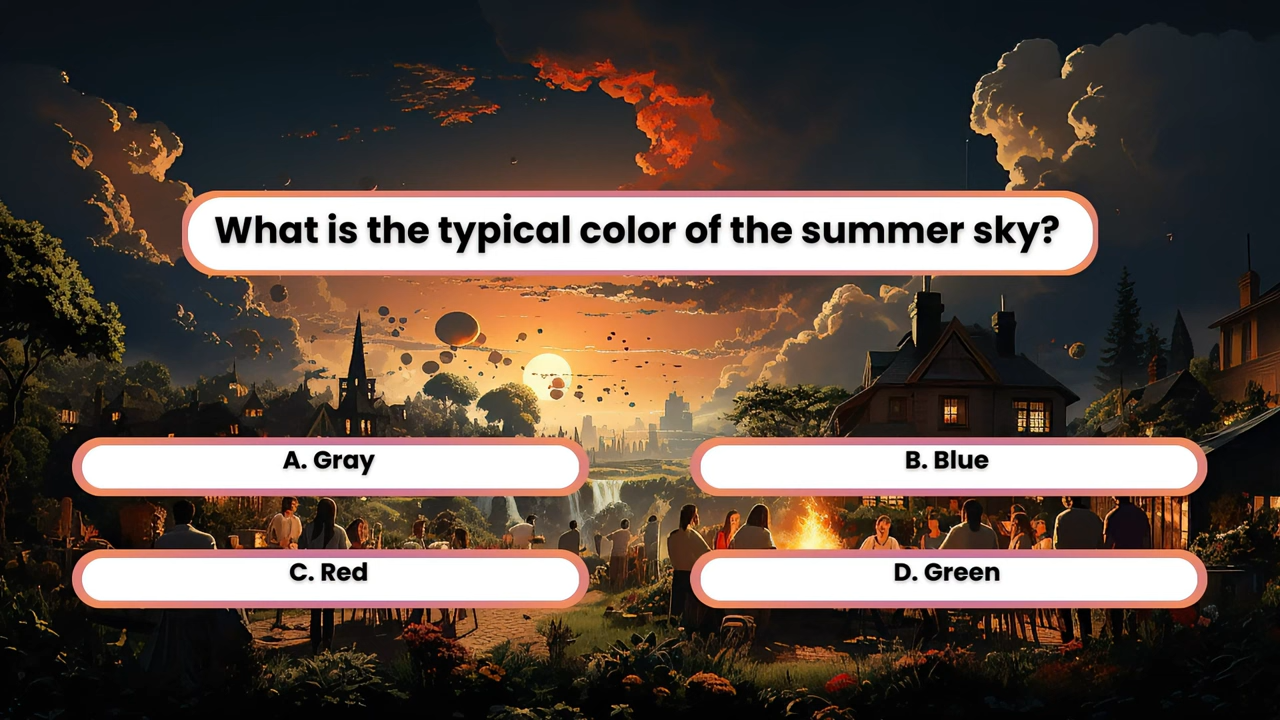 What is the typical color of the summer sky?
A. Gray
B. Blue
C. Red
D. Green